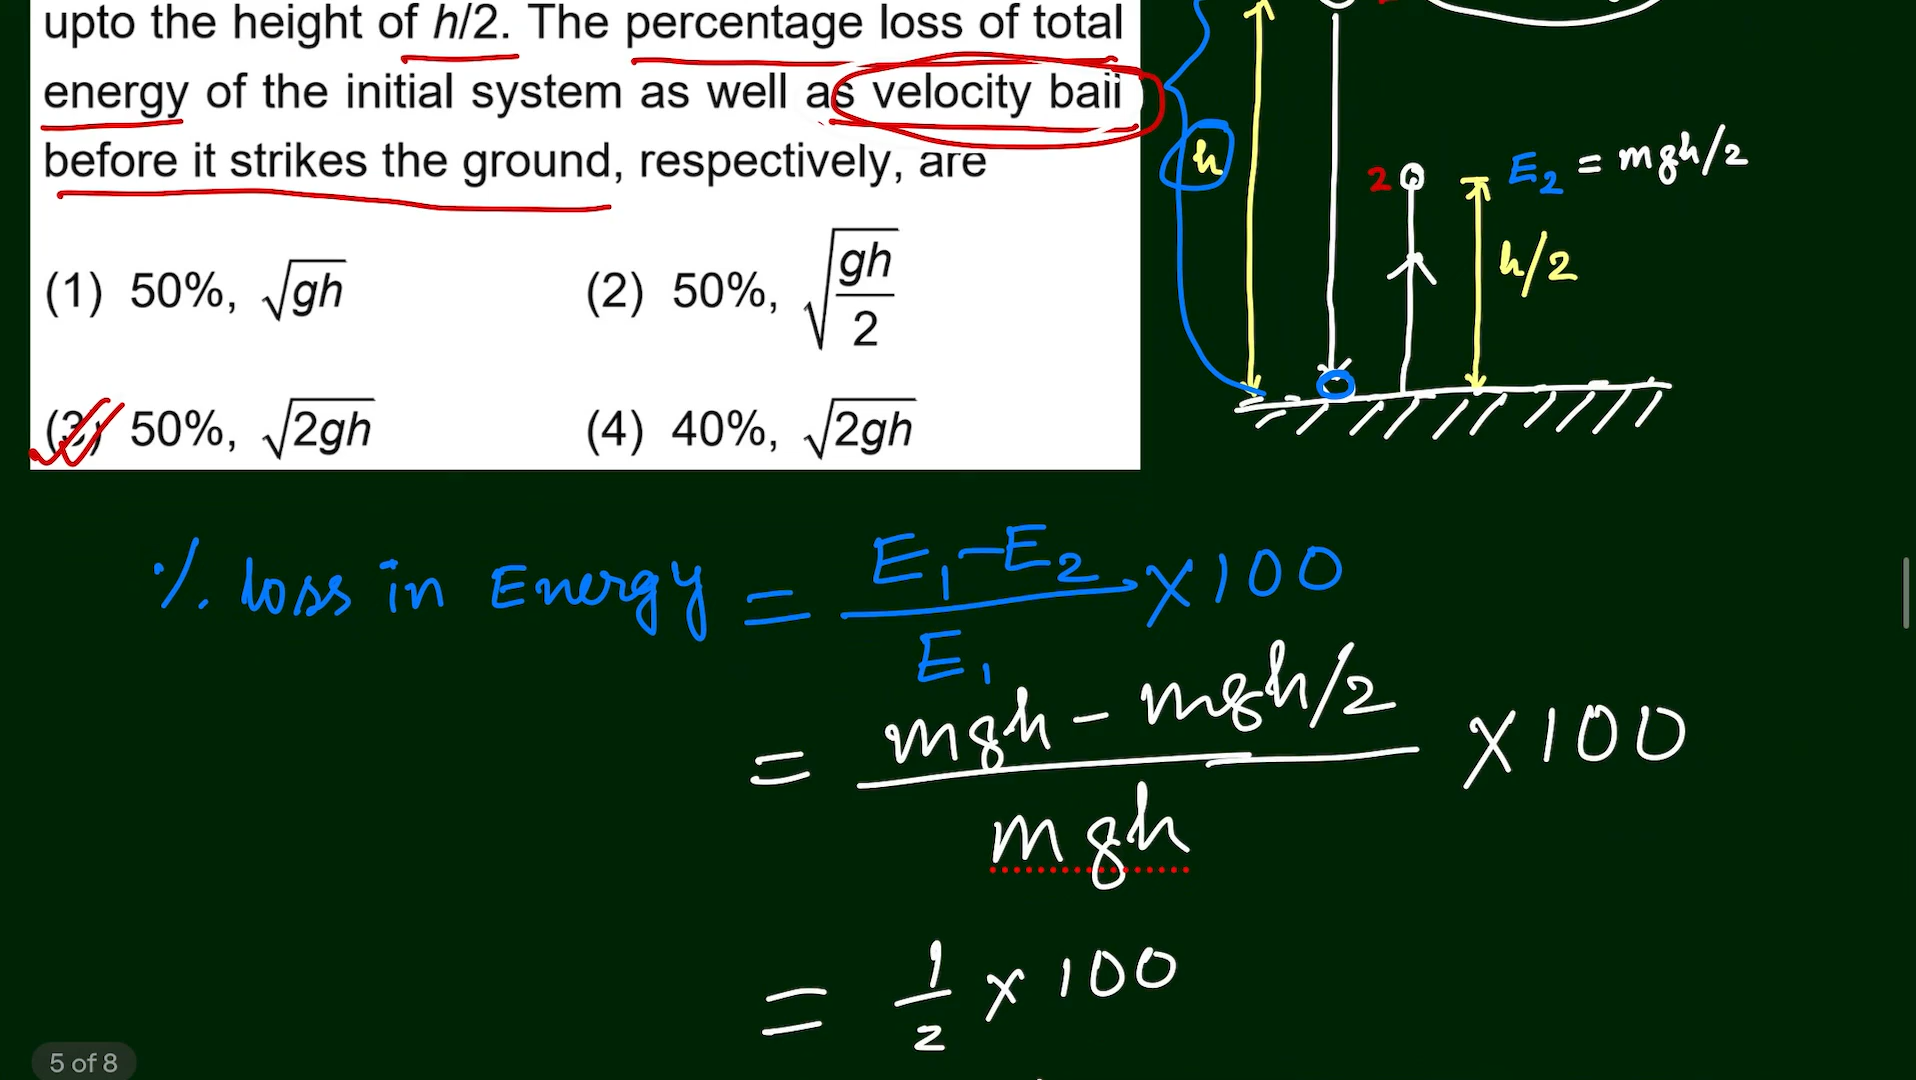 upto the height of h/2. The percentage loss of total
energy of the initial system as well as velocity ball
before it strikes the ground, respectively, are
(1) 50%, √gh (2) 50%, √gh/2
(3) 50%, √2gh (4) 40%, √2gh
h
2 E₂ = mgh/2
h/2
% loss in Energy = E₁-E₂/E₁ × 100
= mgh - mgh/2 / mgh × 100
= 1/2 × 100
5 of 8